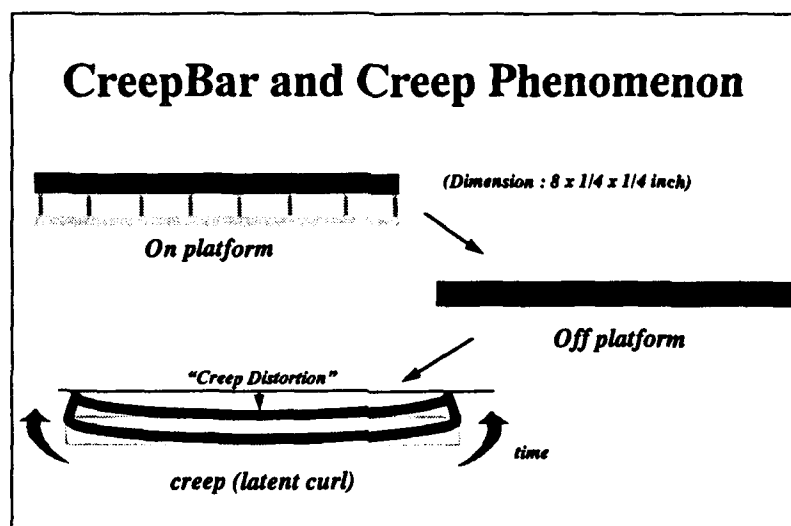 CreepBar and Creep Phenomenon
(Dimension : 8 x 1/4 x 1/4 inch)
On platform
Off platform
“Creep Distortion”
time
creep (latent curl)